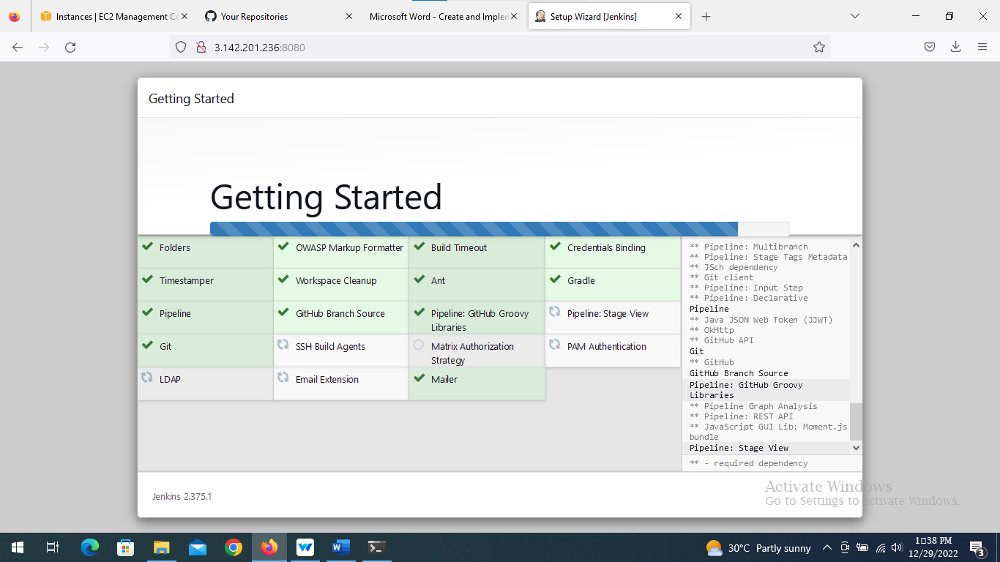 Instances | EC2 Management Co
Your Repositories
Microsoft Word - Create and Implem
Setup Wizard [Jenkins]
3.142.201.236:8080
Getting Started
Getting Started
Folders
OWASP Markup Formatter
Build Timeout
Credentials Binding
Timestamper
Workspace Cleanup
Ant
Gradle
Pipeline
GitHub Branch Source
Pipeline: GitHub Groovy
Libraries
Pipeline: Stage View
Git
SSH Build Agents
Matrix Authorization
Strategy
PAM Authentication
LDAP
Email Extension
Mailer
** Pipeline: Multibranch
** Pipeline: Stage Tags Metadata
** JSch dependency
** Git client
** Pipeline: Input Step
** Pipeline: Declarative
Pipeline
** Java JSON Web Token (JJWT)
** OkHttp
** GitHub API
Git
** GitHub
GitHub Branch Source
Pipeline: GitHub Groovy
Libraries
** Pipeline Graph Analysis
** Pipeline: REST API
** JavaScript GUI Lib: Moment.js
bundle
Pipeline: Stage View
** - required dependency
Jenkins 2.375.1
Activate Windows
Go to Settings to activate Windows.
30°C Partly sunny
1:38 PM
12/29/2022
3